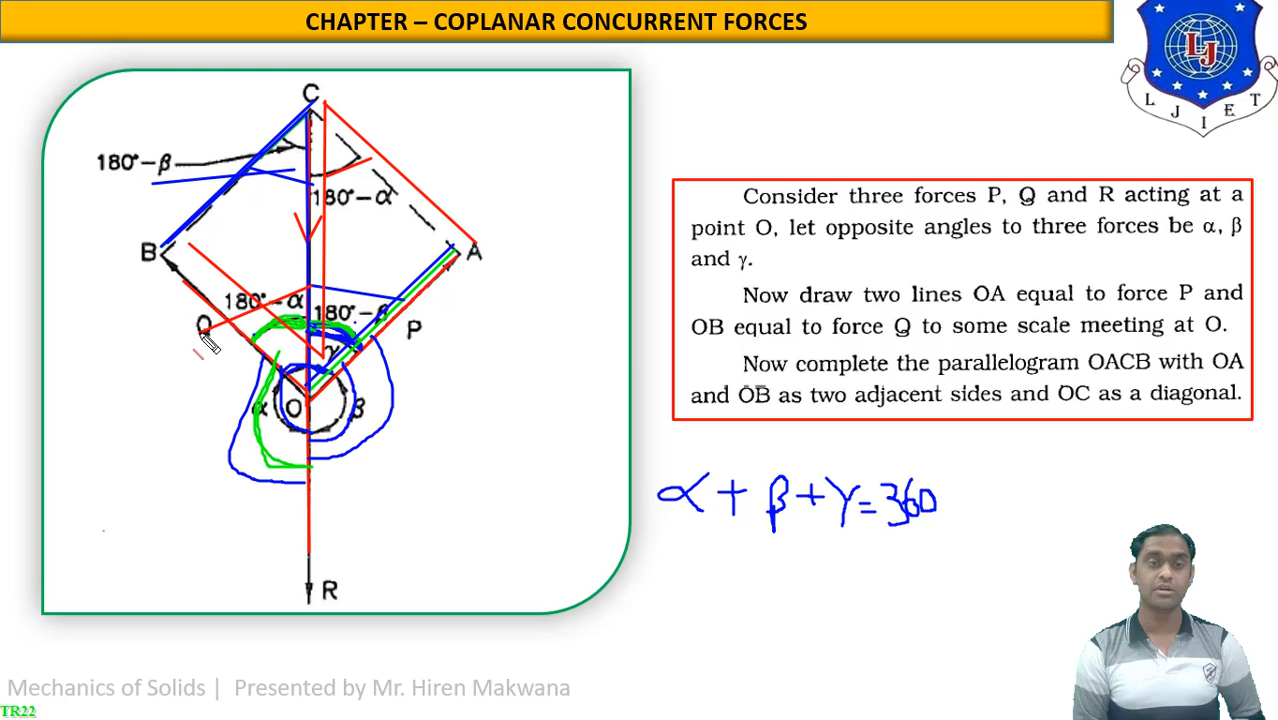 CHAPTER – COPLANAR CONCURRENT FORCES
L J I E T
LJ
C
180°-β
180°-α
B
A
180°-α
180°-β
Q
P
γ
α
O
β
R
Consider three forces P, Q and R acting at a
point O, let opposite angles to three forces be α, β
and γ.
Now draw two lines OA equal to force P and
OB equal to force Q to some scale meeting at O.
Now complete the parallelogram OACB with OA
and OB as two adjacent sides and OC as a diagonal.
α + β + γ = 360
Mechanics of Solids | Presented by Mr. Hiren Makwana
TR22